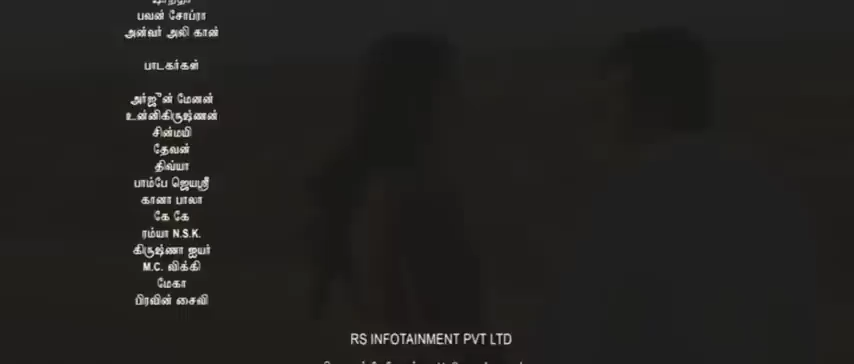 பவன் சோப்ரா
அன்வர் அலி கான்
பாடகர்கள்
அர்ஜுன் மேனன்
உன்னிகிருஷ்ணன்
சின்மயி
தேவன்
திவ்யா
பாம்பே ஜெயஸ்ரீ
கானா பாலா
கே கே
ரம்யா N.S.K.
கிருஷ்ணா ஐயர்
M.C. விக்கி
மேகா
பிரவின் சைவி
RS INFOTAINMENT PVT LTD